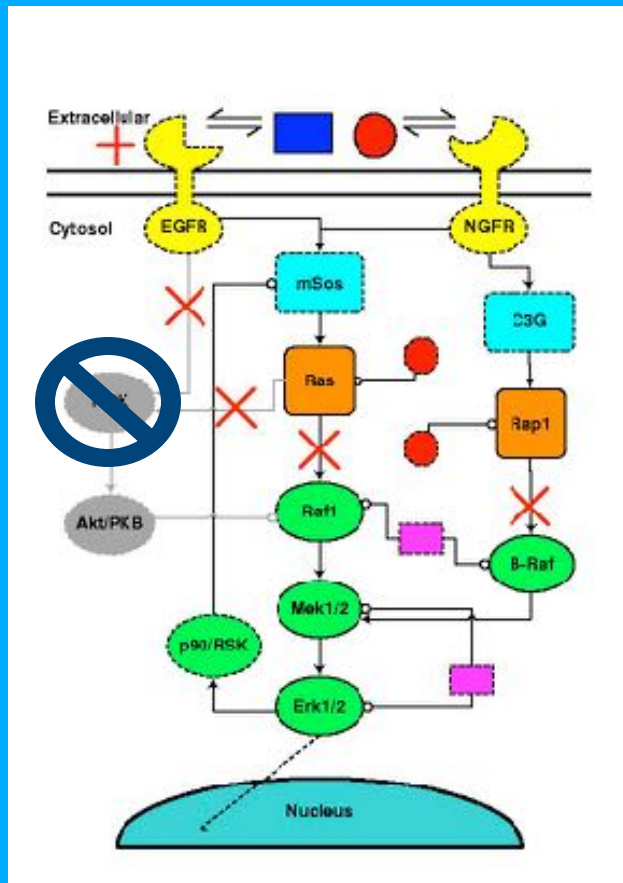 Extracellular
EGFR
NGFR
Cytosol
mSos
C3G
Ras
Rap1
Akt/PKB
Raf1
B-Raf
Mek1/2
p90/RSK
Erk1/2
Nucleus